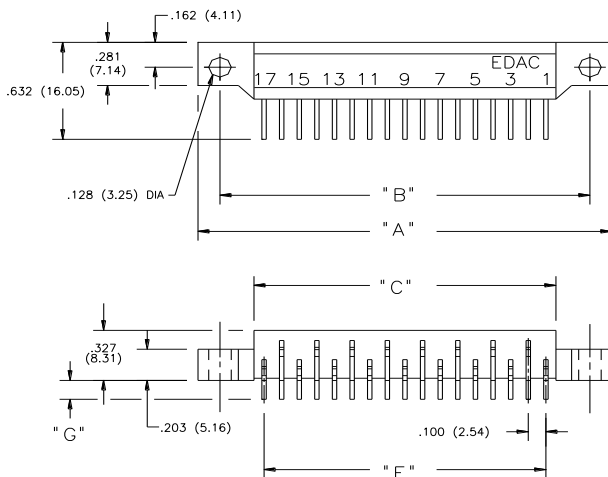 .162 (4.11)
.281
(7.14)
.632 (16.05)
EDAC
17 15 13 11 9 7 5 3 1
.128 (3.25) DIA
"B"
"A"
"C"
.327
(8.31)
"G"
.203 (5.16)
.100 (2.54)
"F"